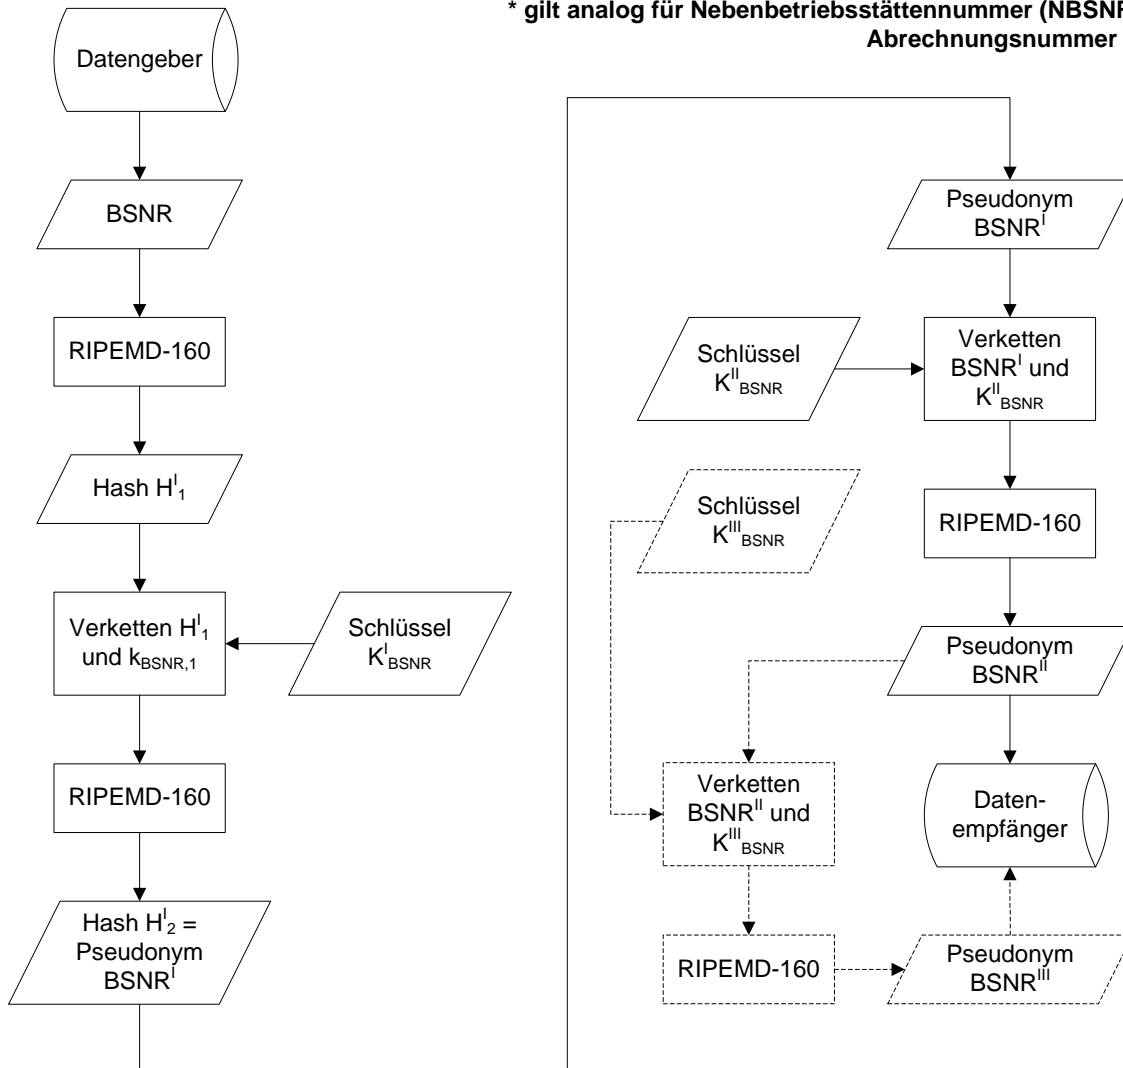 * gilt analog für Nebenbetriebsstättennummer (NBSNR
Abrechnungsnummer
Datengeber
BSNR
RIPEMD-160
Hash H^I_1
Verketten H^I_1
und k_BSNR,1
Schlüssel
K^I_BSNR
RIPEMD-160
Hash H^I_2 =
Pseudonym
BSNR^I
Pseudonym
BSNR^I
Schlüssel
K^II_BSNR
Verketten
BSNR^I und
K^II_BSNR
Schlüssel
K^III_BSNR
RIPEMD-160
Pseudonym
BSNR^II
Verketten
BSNR^II und
K^III_BSNR
Daten-
empfänger
RIPEMD-160
Pseudonym
BSNR^III